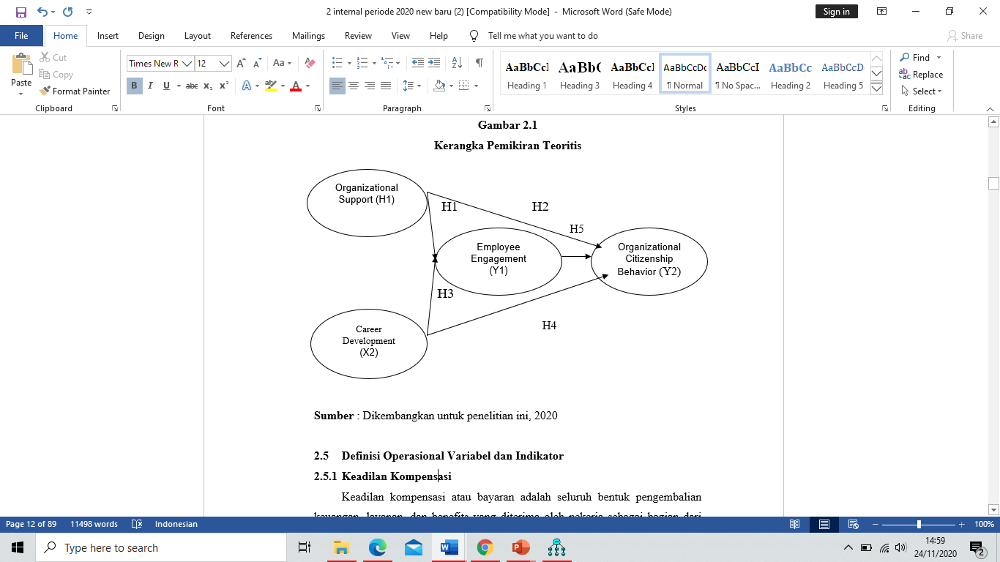 2 internal periode 2020 new baru (2) [Compatibility Mode] - Microsoft Word (Safe Mode)
Sign in
File Home Insert Design Layout References Mailings Review View Help Tell me what you want to do Share
Paste
Cut
Copy
Format Painter
Clipboard
Times New R 12
Aa
B I U abc x₂ x²
Font
Paragraph
AaBbCcI AaBbC AaBbCcI AaBbCcDc AaBbCcI AaBbCc AaBbCcD
Heading 1 Heading 3 Heading 4 ¶ Normal ¶ No Spac... Heading 2 Heading 5
Styles
Find
Replace
Select
Editing
Gambar 2.1
Kerangka Pemikiran Teoritis
Organizational
Support (H1)
H1
H2
H5
Employee
Engagement
(Y1)
Organizational
Citizenship
Behavior (Y2)
H3
H4
Career
Development
(X2)
Sumber : Dikembangkan untuk penelitian ini, 2020
2.5 Definisi Operasional Variabel dan Indikator
2.5.1 Keadilan Kompensasi
Keadilan kompensasi atau bayaran adalah seluruh bentuk pengembalian
keuangan, layanan, dan benefits yang diterima oleh pekerja sebagai bagian dari
Page 12 of 89 11498 words Indonesian 100%
Type here to search
14:59
24/11/2020
2